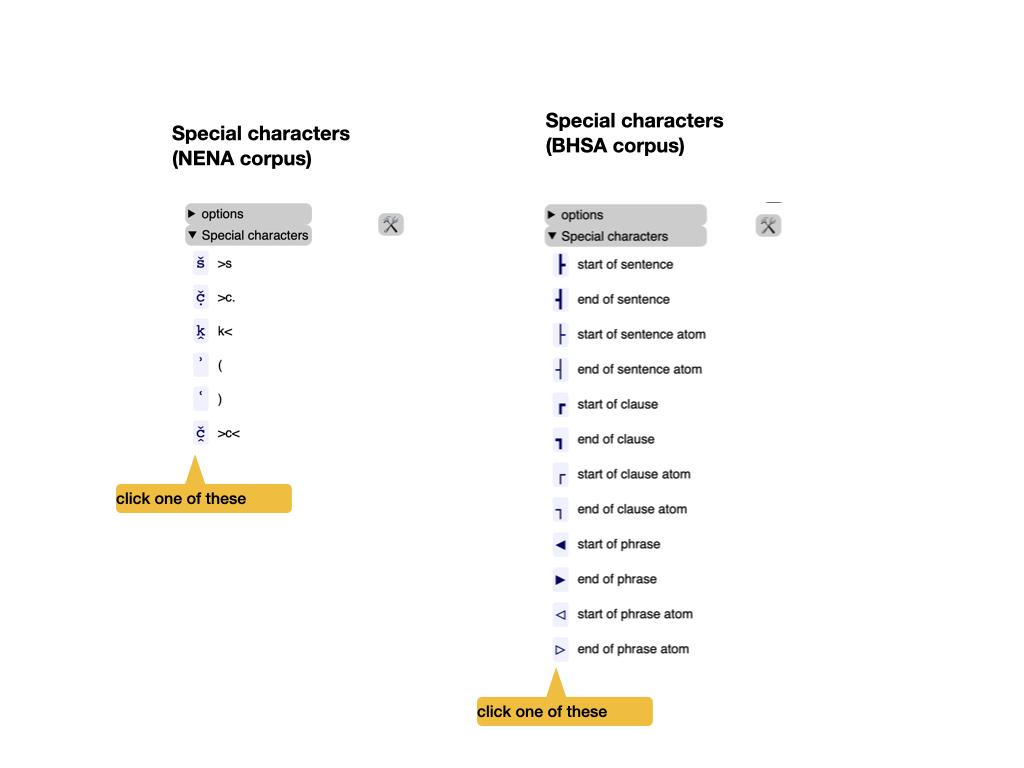 Special characters
(NENA corpus)
▶ options
▼ Special characters
š >s
č̣ >c.
k̭ k<
ʾ (
ʿ )
č̭ >c<
click one of these
Special characters
(BHSA corpus)
▶ options
▼ Special characters
┣ start of sentence
┫ end of sentence
├ start of sentence atom
┤ end of sentence atom
┏ start of clause
┓ end of clause
┌ start of clause atom
┐ end of clause atom
◀ start of phrase
▶ end of phrase
◁ start of phrase atom
▷ end of phrase atom
click one of these